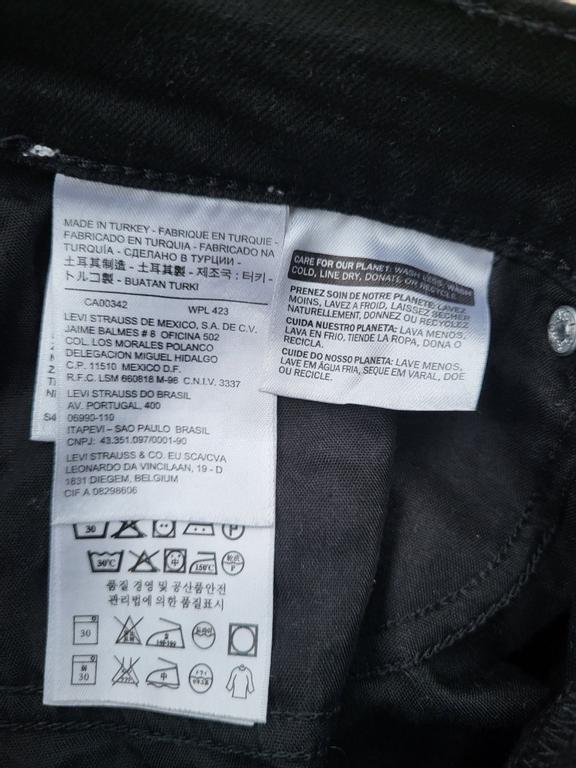 MADE IN TURKEY - FABRIQUE EN TURQUIE -
FABRICADO EN TURQUIA - FABRICADO NA
TURQUÍA - СДЕЛАНО В ТУРЦИИ -
土耳其制造 - 土耳其製 - 제조국 : 터키 -
トルコ製 - BUATAN TURKI
CA00342 WPL 423
LEVI STRAUSS DE MEXICO, S.A. DE C.V.
JAIME BALMES # 8 OFICINA 502
COL. LOS MORALES POLANCO
DELEGACION MIGUEL HIDALGO
C.P. 11510 MEXICO D.F.
R.F.C. LSM 660818 M-96 C.N.I.V. 3337
LEVI STRAUSS DO BRASIL
AV. PORTUGAL, 400
06990-110
ITAPEVI - SAO PAULO BRASIL
CNPJ: 43.351.097/0001-90
LEVI STRAUSS & CO. EU SCA/CVA
LEONARDO DA VINCILAAN, 19 - D
1831 DIEGEM, BELGIUM
CIF A 08298606
CARE FOR OUR PLANET: WASH LESS, WASH
COLD, LINE DRY, DONATE, OR RECYCLE.
PRENEZ SOIN DE NOTRE PLANETE: LAVEZ
MOINS, LAVEZ A FROID, LAISSEZ SÉCHER
NATURELLEMENT, DONNEZ OU RECYCLEZ
CUIDA NUESTRO PLANETA: LAVA MENOS,
LAVA EN FRIO, TIENDE LA ROPA, DONA O
RECICLA.
CUIDE DO NOSSO PLANETA: LAVE MENOS,
LAVE EM ÁGUA FRIA, SEQUE EM VARAL, DOE
OU RECICLE.
30 P
30°C 中 150°C P
품질 경영 및 공산품안전
관리법에 의한 품질표시
30
30 中